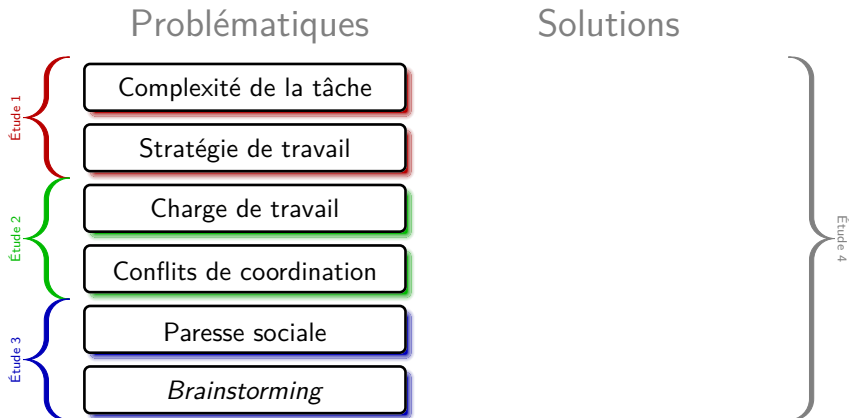 Problématiques
Solutions
Étude 1
Complexité de la tâche
Stratégie de travail
Étude 2
Charge de travail
Conflits de coordination
Étude 3
Paresse sociale
Brainstorming
Étude 4